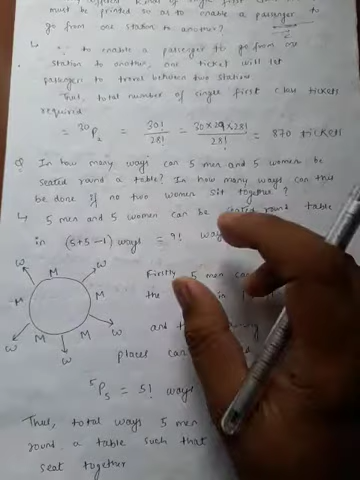 must be printed so as to enable a passenger to
go from one station to another?
↳ ∵ to enable a passenger to go from one
station to another, one ticket will let
passenger to travel between two station
Thus, total number of single first class tickets
required
= ³⁰P₂ = 30!/28! = 30×29×28!/28! = 870 tickets
Q In how many ways can 5 men and 5 women be
seated round a table? In how many ways can this
be done if no two women sit together?
↳ 5 men and 5 women can be seated round table
in (5+5-1) ways = 9! ways
Firstly 5 men can
the in
and
places can
⁵P₅ = 5! ways
Thus, total ways 5 men
round a table such that
seat together
M
M
M
M
M
W
W
W
W
W